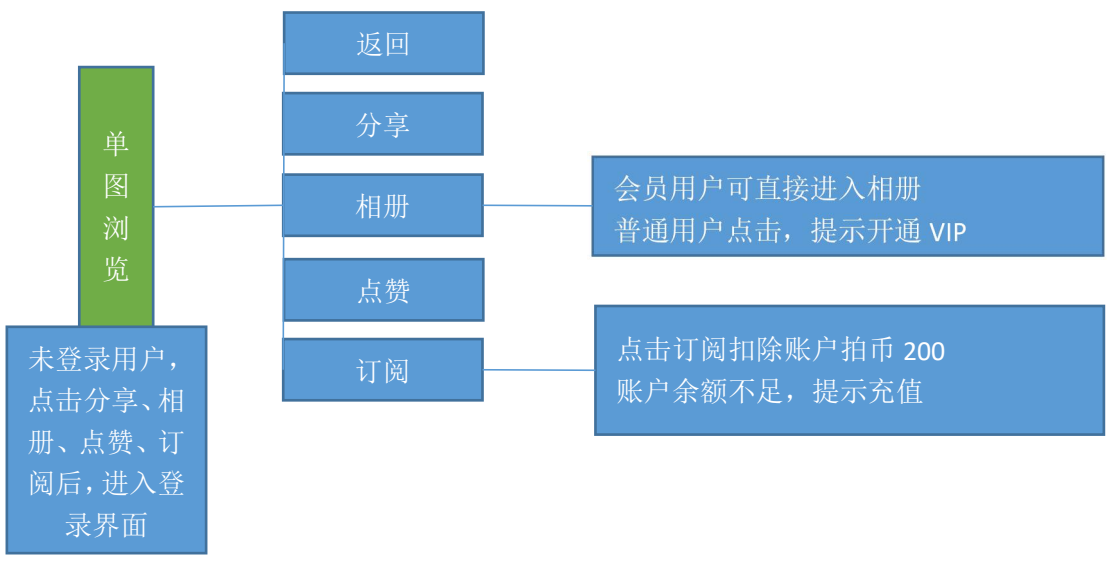 返回
分享
单
图
浏
览
相册
会员用户可直接进入相册
普通用户点击，提示开通 VIP
点赞
订阅
点击订阅扣除账户拍币 200
账户余额不足，提示充值
未登录用户，
点击分享、相
册、点赞、订
阅后，进入登
录界面